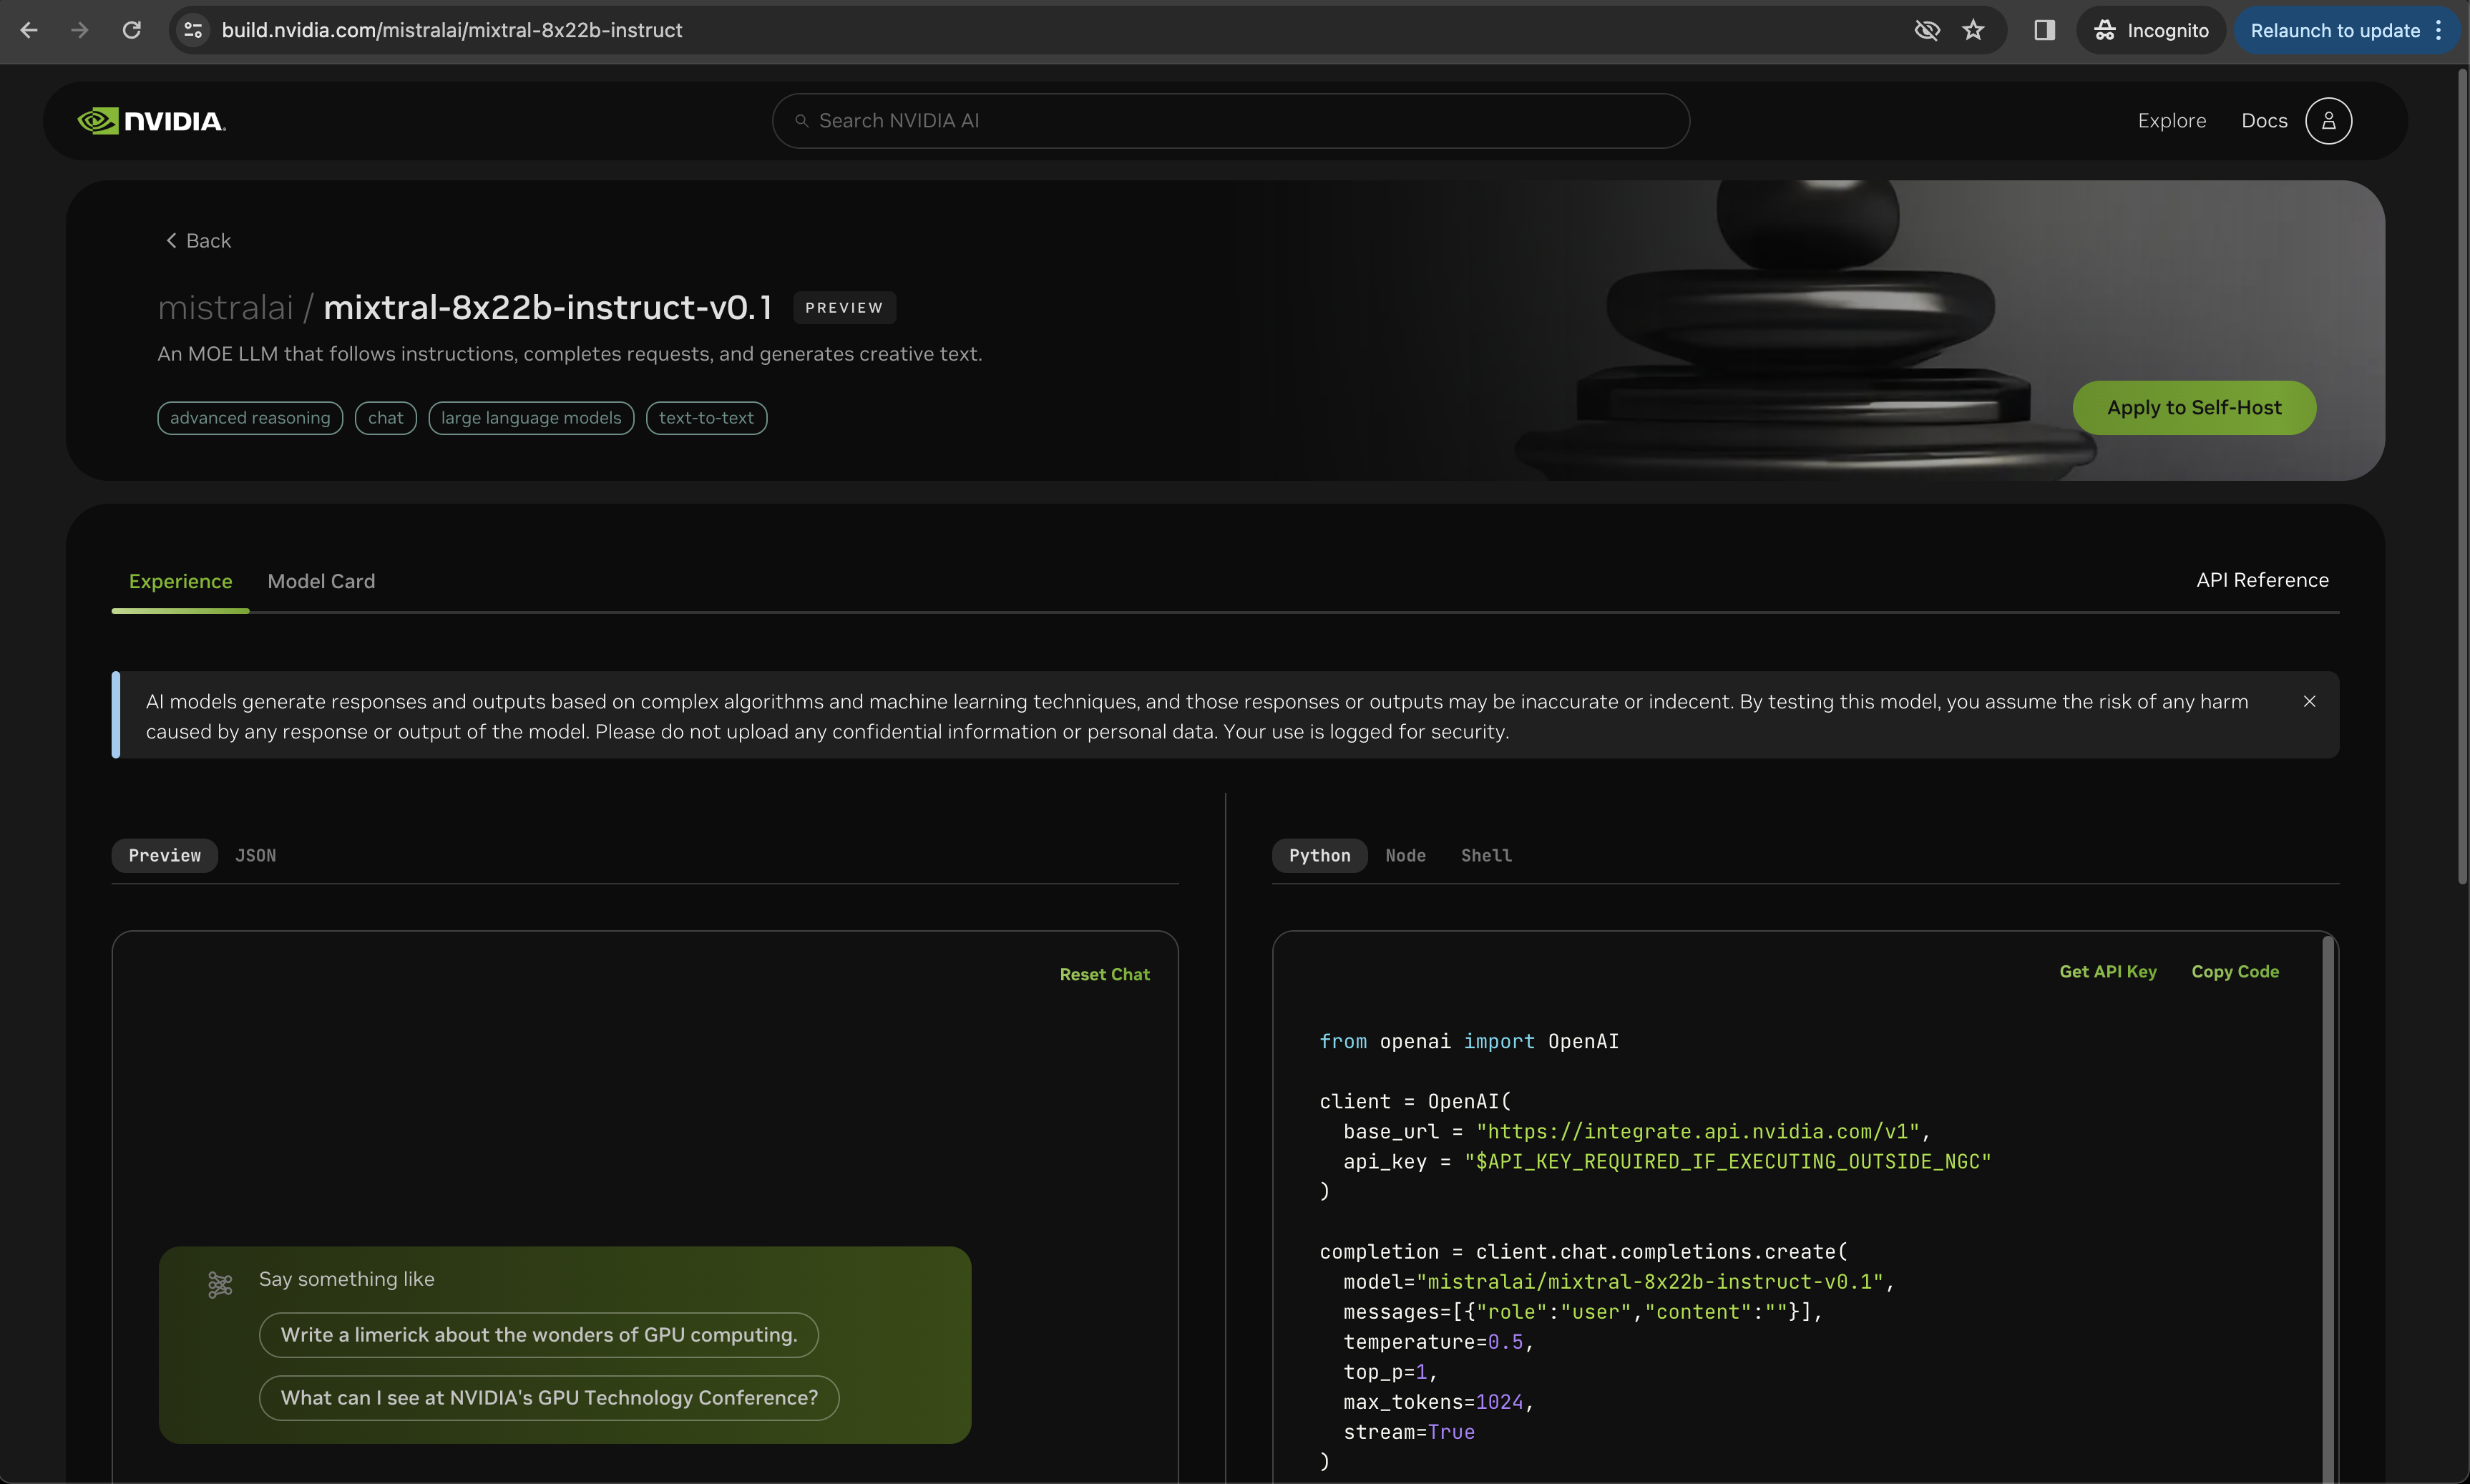 build.nvidia.com/mistralai/mixtral-8x22b-instruct
Incognito
Relaunch to update
NVIDIA.
Search NVIDIA AI
Explore
Docs
Back
mistralai / mixtral-8x22b-instruct-v0.1
PREVIEW
An MOE LLM that follows instructions, completes requests, and generates creative text.
advanced reasoning
chat
large language models
text-to-text
Apply to Self-Host
Experience
Model Card
API Reference
AI models generate responses and outputs based on complex algorithms and machine learning techniques, and those responses or outputs may be inaccurate or indecent. By testing this model, you assume the risk of any harm
caused by any response or output of the model. Please do not upload any confidential information or personal data. Your use is logged for security.
Preview
JSON
Reset Chat
Say something like
Write a limerick about the wonders of GPU computing.
What can I see at NVIDIA's GPU Technology Conference?
Python
Node
Shell
Get API Key
Copy Code
from openai import OpenAI
client = OpenAI(
  base_url = "https://integrate.api.nvidia.com/v1",
  api_key = "$API_KEY_REQUIRED_IF_EXECUTING_OUTSIDE_NGC"
)
completion = client.chat.completions.create(
  model="mistralai/mixtral-8x22b-instruct-v0.1",
  messages=[{"role":"user","content":""}],
  temperature=0.5,
  top_p=1,
  max_tokens=1024,
  stream=True
)